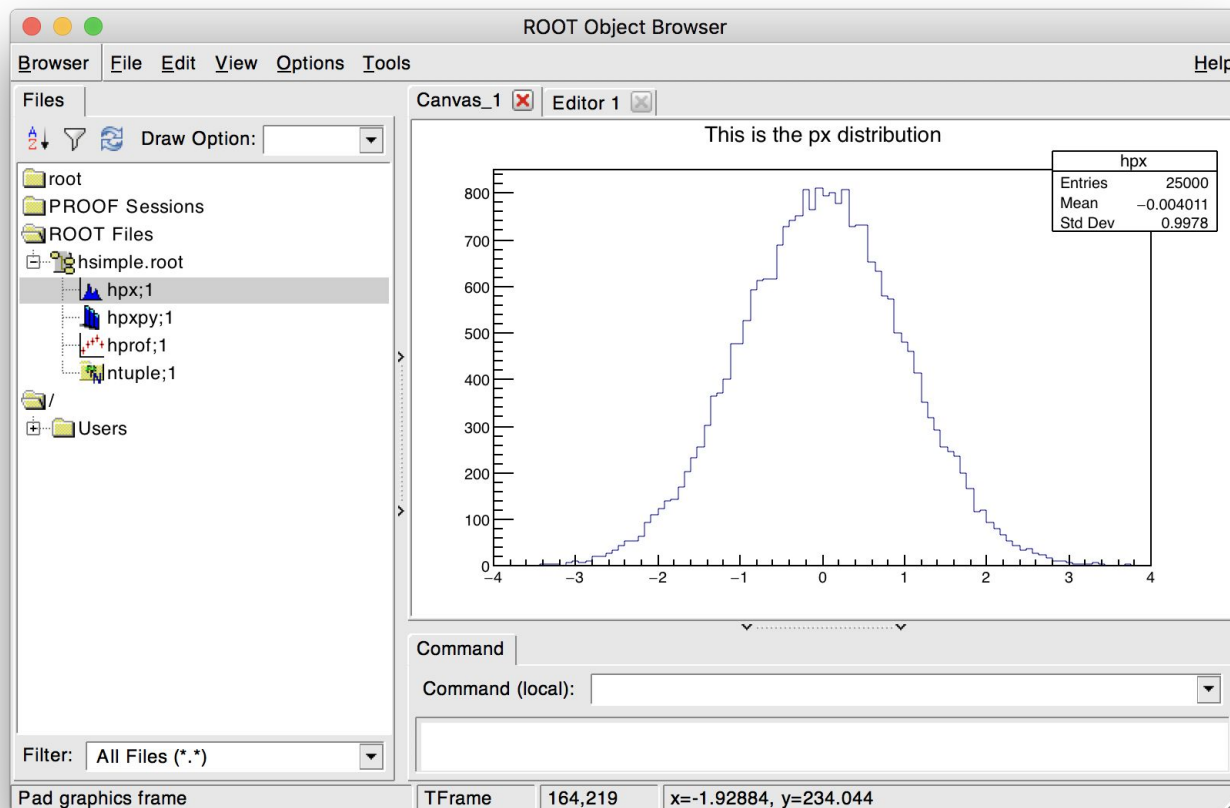 ROOT Object Browser
Browser File Edit View Options Tools Help
Files
Draw Option:
root
PROOF Sessions
ROOT Files
hsimple.root
hpx;1
hpxpy;1
hprof;1
ntuple;1
/
Users
Filter: All Files (*.*)
Canvas_1 Editor 1
This is the px distribution
hpx
Entries 25000
Mean −0.004011
Std Dev 0.9978
800
700
600
500
400
300
200
100
0
−4 −3 −2 −1 0 1 2 3 4
Command
Command (local):
Pad graphics frame TFrame 164,219 x=-1.92884, y=234.044